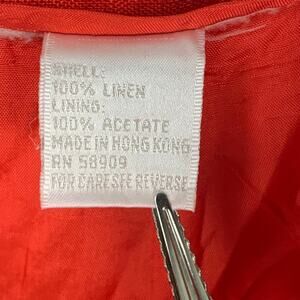 SHELL:
100% LINEN
LINING:
100% ACETATE
MADE IN HONG KONG
RN 58909
FOR CARE SEE REVERSE